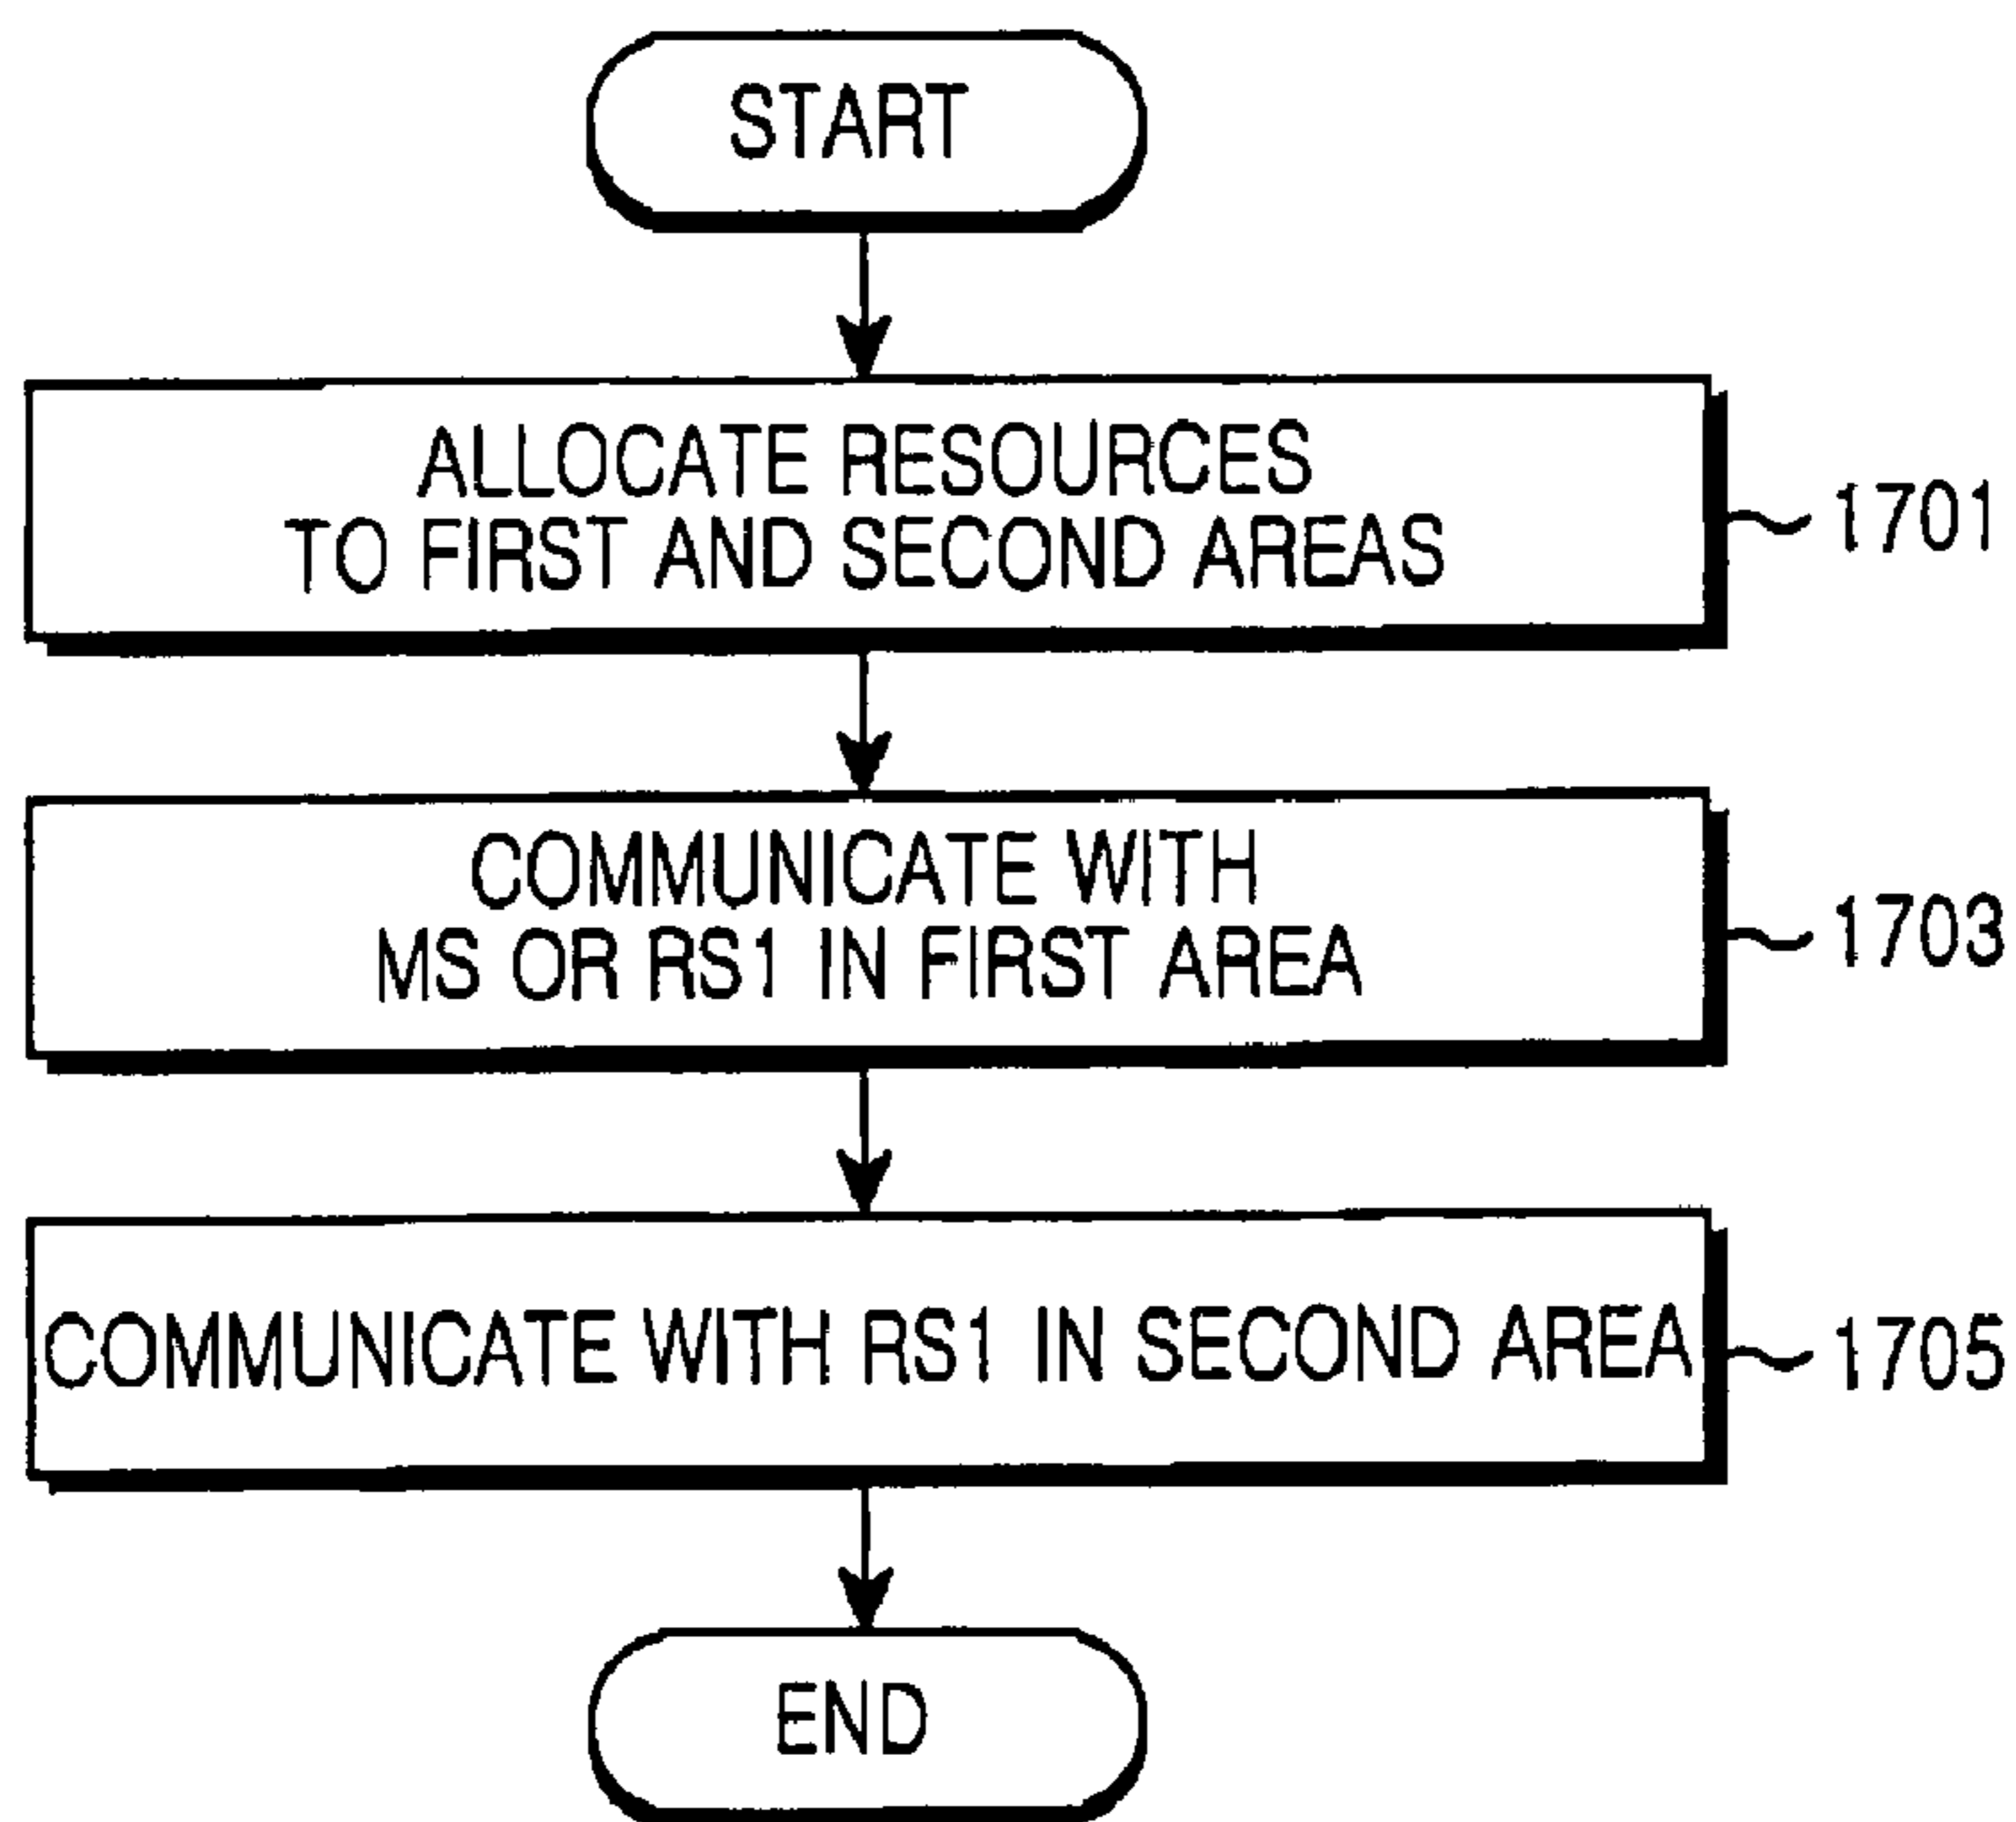 START
ALLOCATE RESOURCES
TO FIRST AND SECOND AREAS
1701
COMMUNICATE WITH
MS OR RS1 IN FIRST AREA
1703
COMMUNICATE WITH RS1 IN SECOND AREA
1705
END